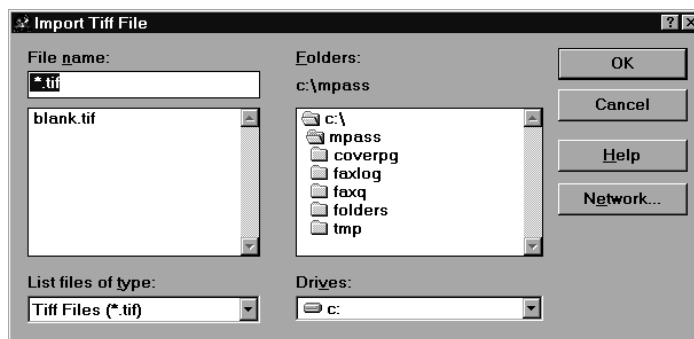 Import Tiff File
File name:
*.tif
blank.tif
List files of type:
Tiff Files (*.tif)
Folders:
c:\mpass
c:\
mpass
coverpg
faxlog
faxq
folders
tmp
Drives:
c:
OK
Cancel
Help
Network...